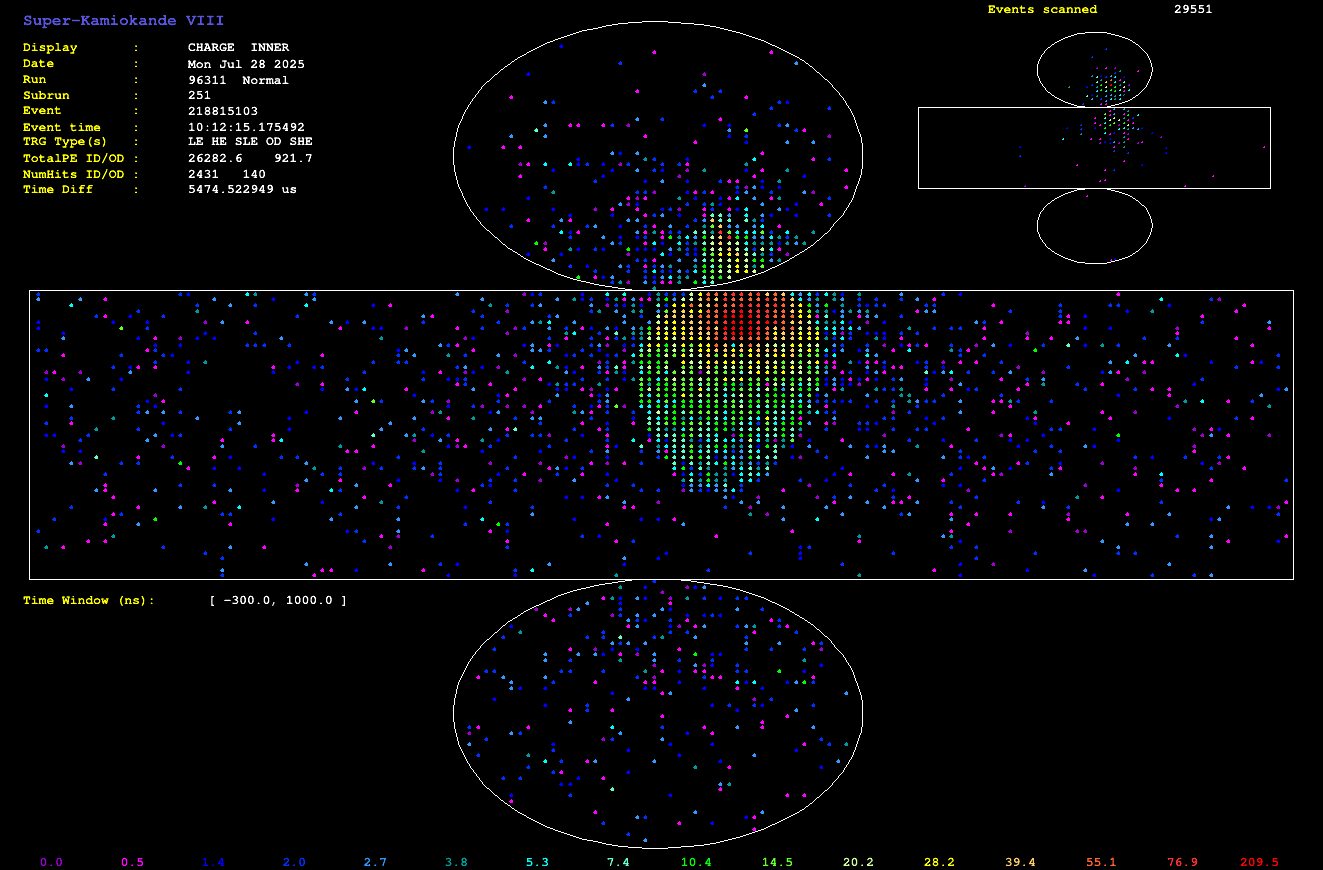 Super-Kamiokande VIII
Events scanned 29551
Display : CHARGE INNER
Date : Mon Jul 28 2025
Run : 96311 Normal
Subrun : 251
Event : 218815103
Event time : 10:12:15.175492
TRG Type(s) : LE HE SLE OD SHE
TotalPE ID/OD : 26282.6 921.7
NumHits ID/OD : 2431 140
Time Diff : 5474.522949 us
Time Window (ns): [ -300.0, 1000.0 ]
0.0 0.5 1.4 2.0 2.7 3.8 5.3 7.4 10.4 14.5 20.2 28.2 39.4 55.1 76.9 209.5